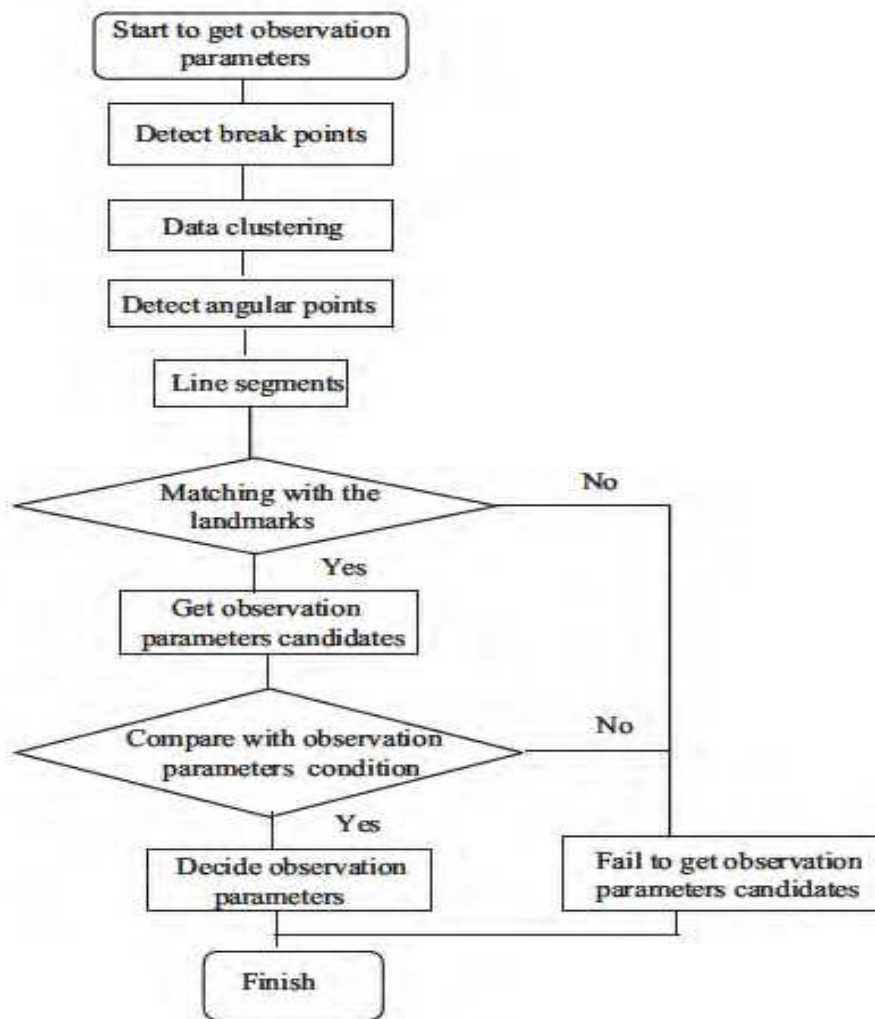 Start to get observation
parameters
Detect break points
Data clustering
Detect angular points
Line segments
Matching with the
landmarks
No
Yes
Get observation
parameters candidates
Compare with observation
parameters condition
No
Yes
Decide observation
parameters
Fail to get observation
parameters candidates
Finish